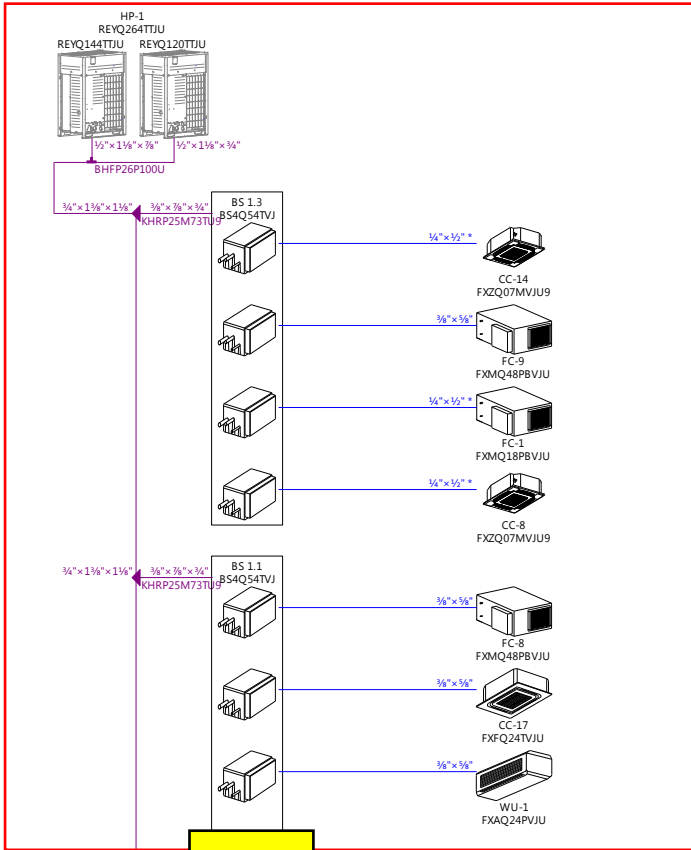 HP-1
REYQ264TTJU
REYQ144TTJU REYQ120TTJU
½"×1⅛"×⅞" ½"×1⅛"×¾"
BHFP26P100U
¾"×1⅜"×1⅛" ⅜"×⅞"×¾"
KHRP25M73TU9
BS 1.3
BS4Q54TVJ
¼"×½" *
CC-14
FXZQ07MVJU9
⅜"×⅝"
FC-9
FXMQ48PBVJU
¼"×½" *
FC-1
FXMQ18PBVJU
¼"×½" *
CC-8
FXZQ07MVJU9
¾"×1⅜"×1⅛" ⅜"×⅞"×¾"
KHRP25M73TU9
BS 1.1
BS4Q54TVJ
⅜"×⅝"
FC-8
FXMQ48PBVJU
⅜"×⅝"
CC-17
FXFQ24TVJU
⅜"×⅝"
WU-1
FXAQ24PVJU